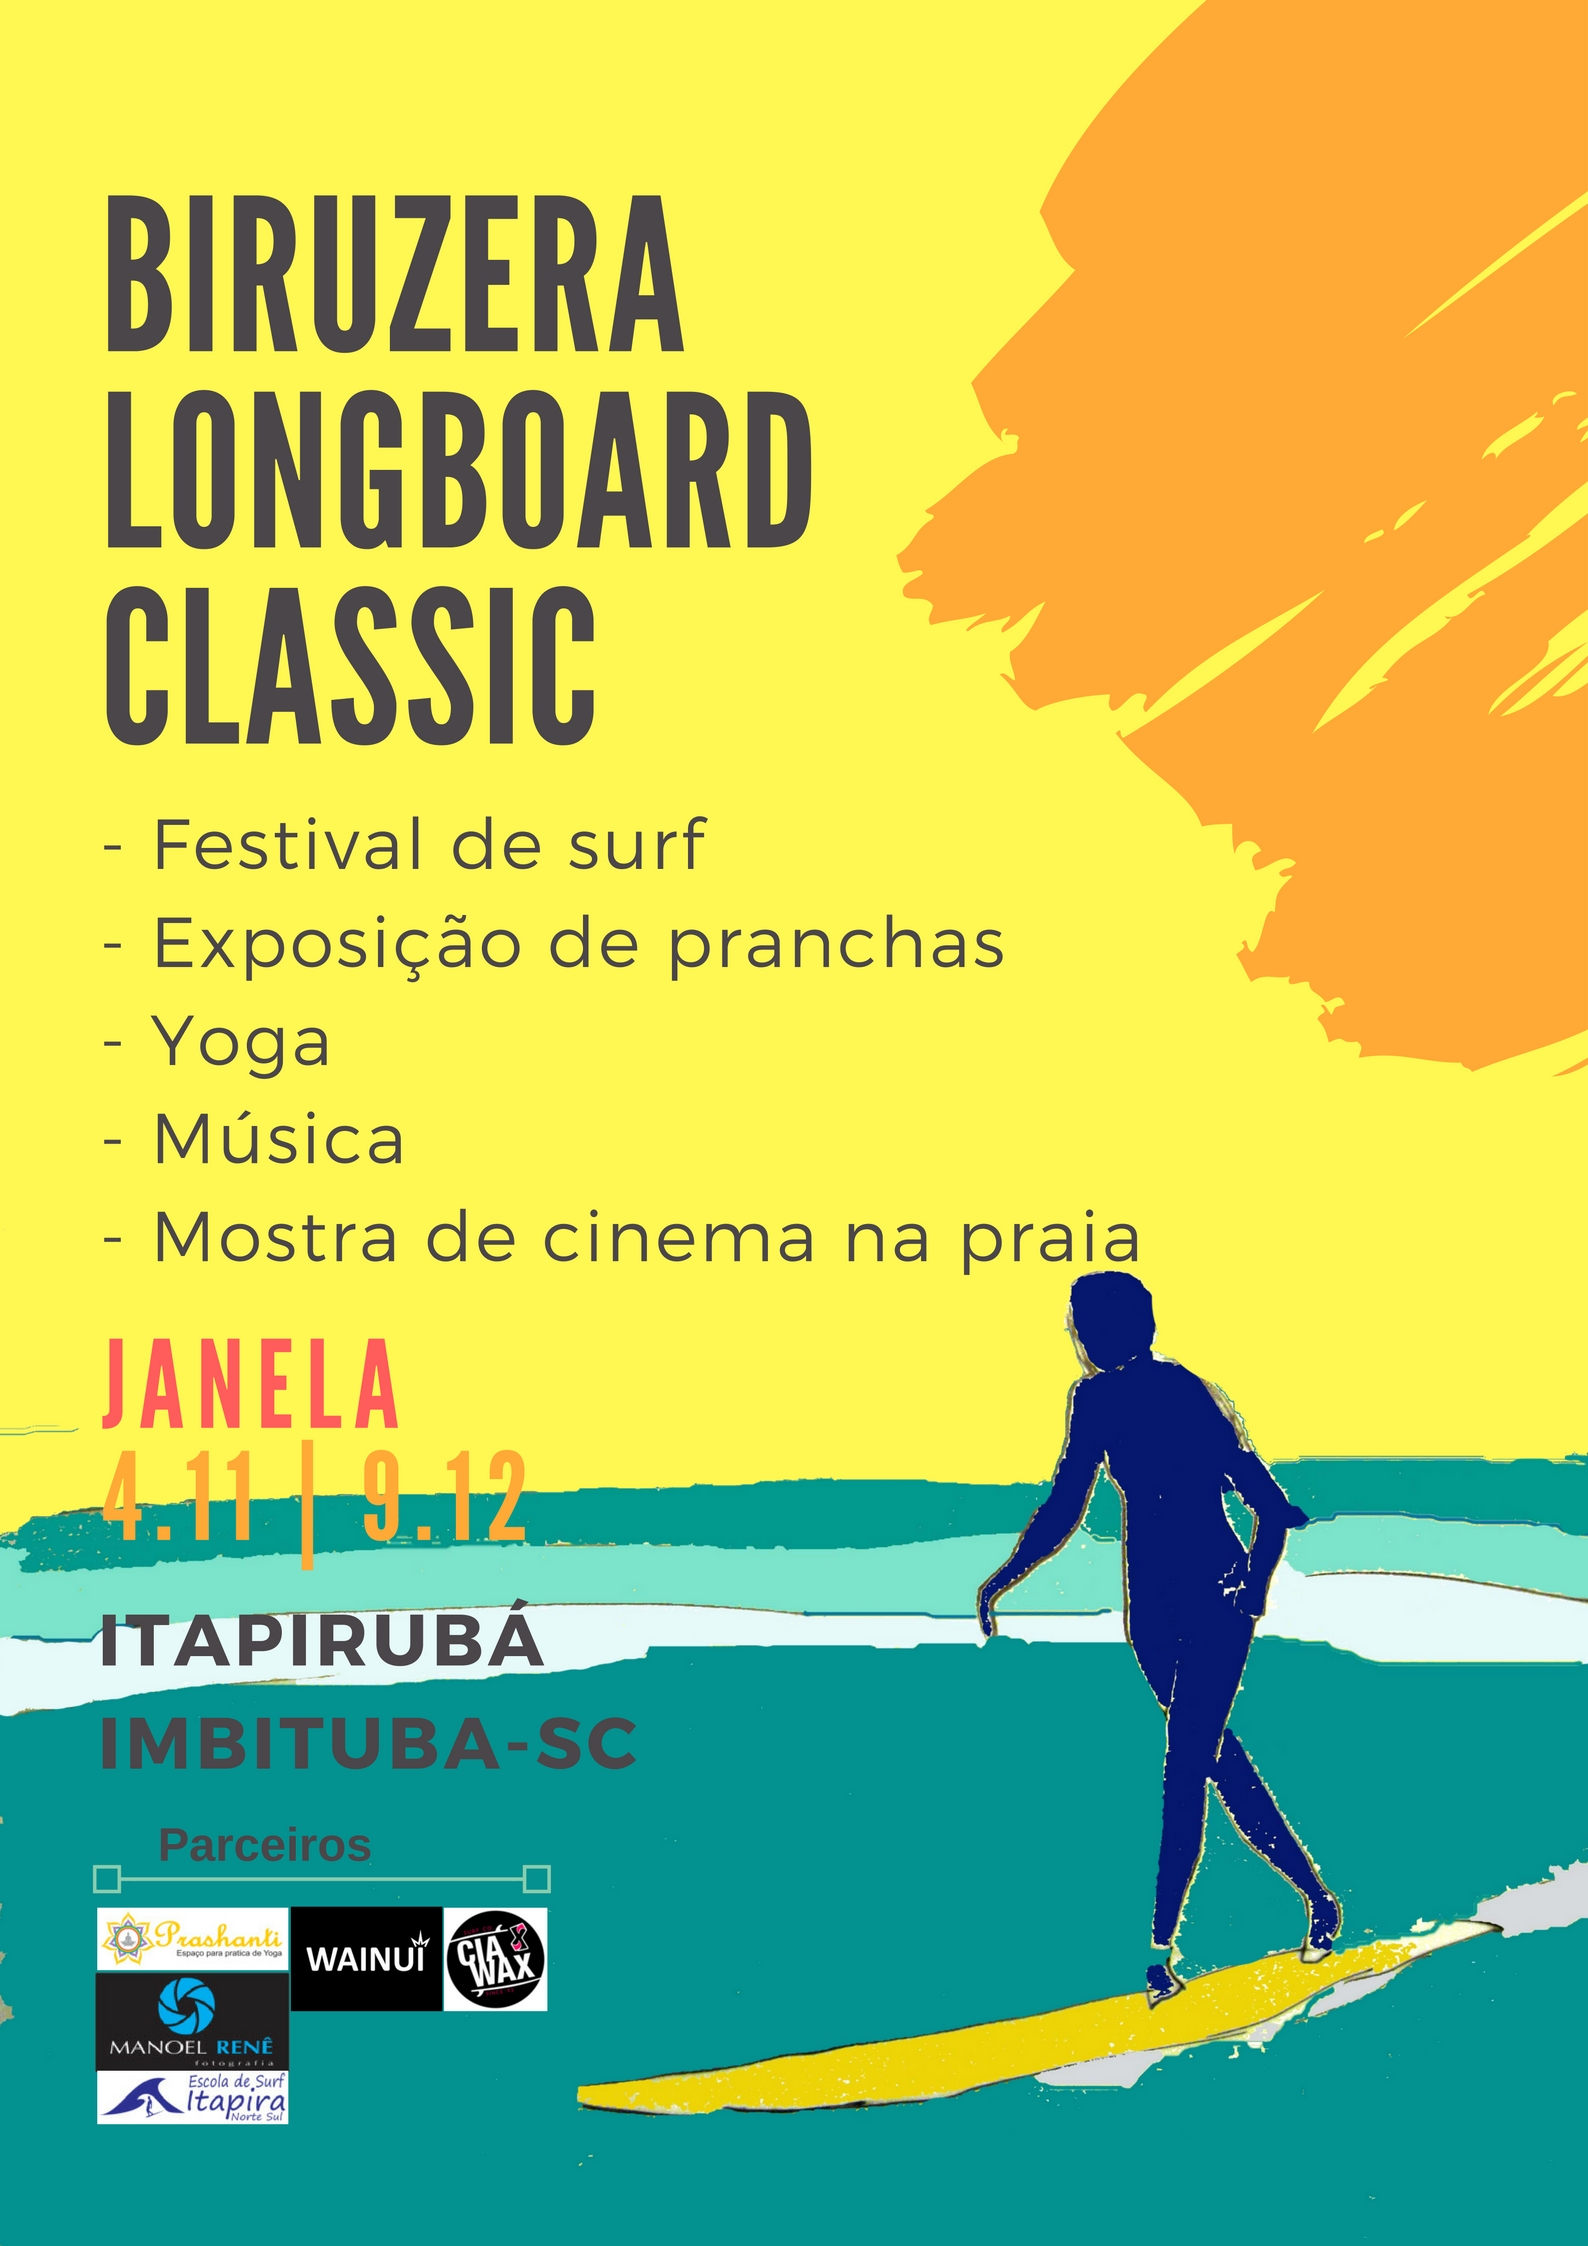 BIRUZERA
LONGBOARD
CLASSIC
- Festival de surf
- Exposição de pranchas
- Yoga
- Música
- Mostra de cinema na praia
JANELA
4.11 | 9.12
ITAPIRUBÁ
IMBITUBA-SC
Parceiros
Prashanti
Espaço para pratica de Yoga
WAINUI
CIA
WAX
MANOEL RENÊ
fotografia
Escola de Surf
Itapira
Norte Sul